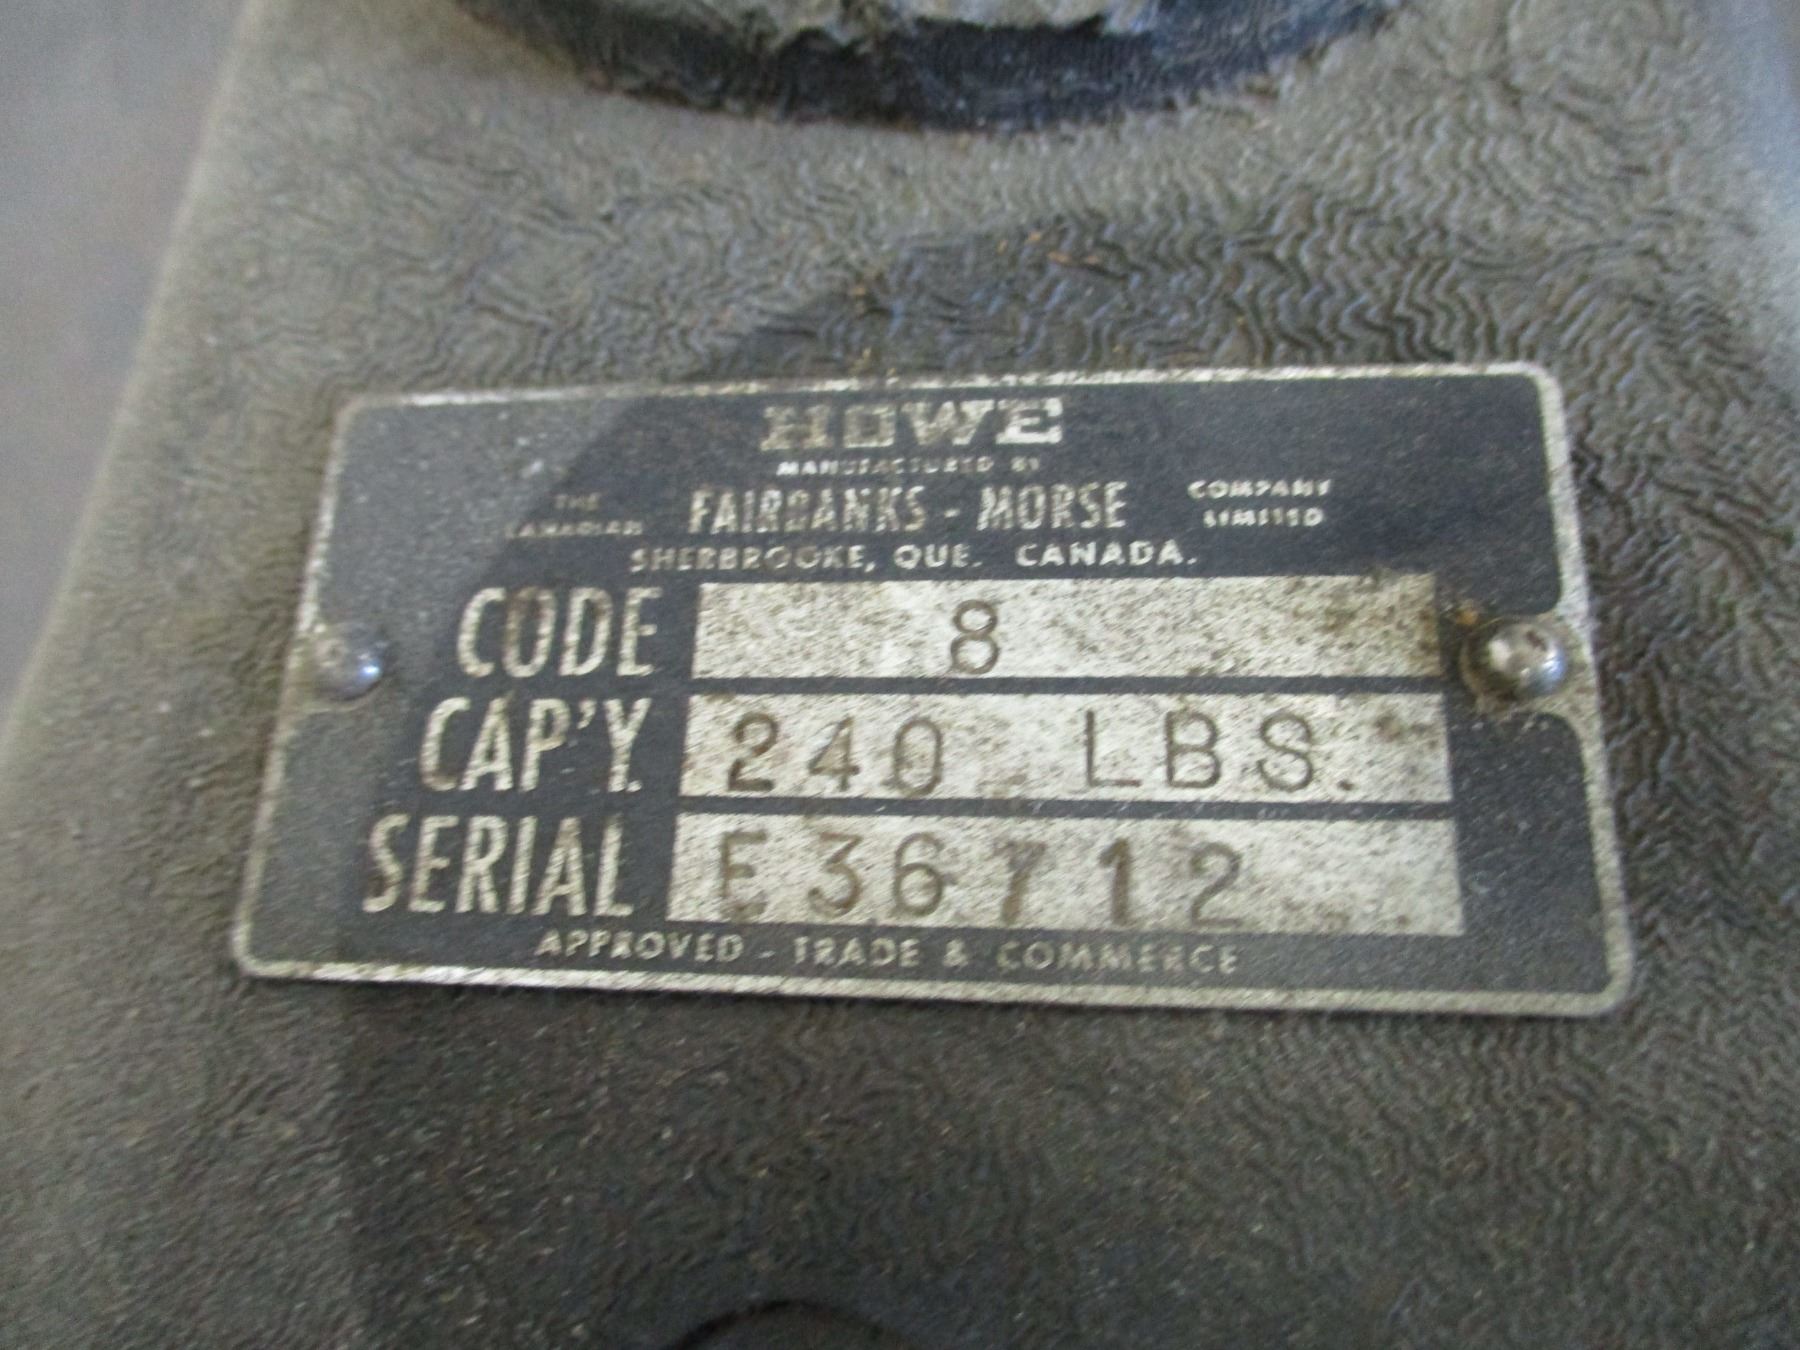 HOWE
MANUFACTURED BY
THE CANADIAN FAIRBANKS - MORSE COMPANY LIMITED
SHERBROOKE, QUE. CANADA.
CODE 8
CAP'Y. 240 LBS.
SERIAL E36712
APPROVED - TRADE & COMMERCE